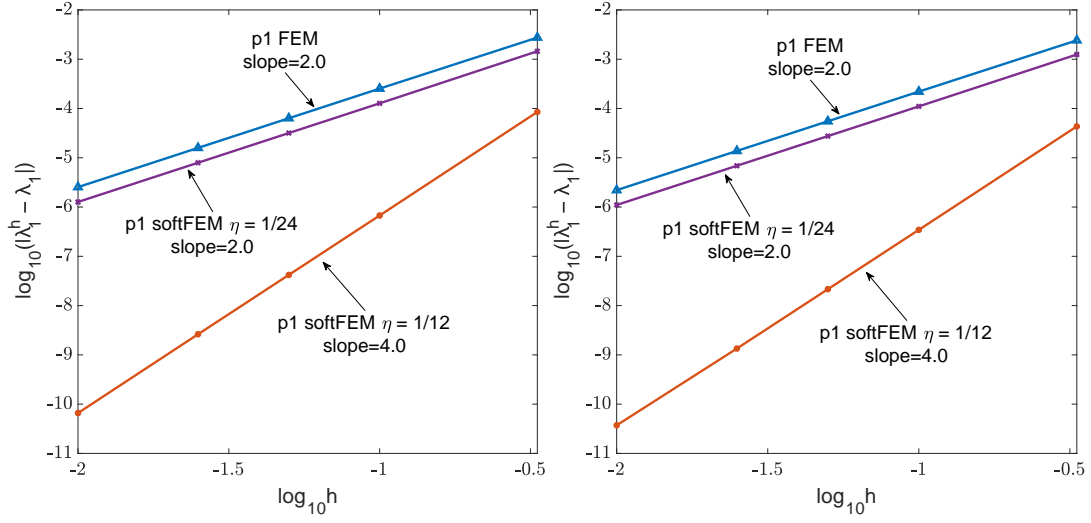 -2
-3
-4
-5
-6
-7
-8
-9
-10
-11
log₁₀(|λ₁ʰ − λ₁|)
p1 FEM
slope=2.0
p1 softFEM η = 1/24
slope=2.0
p1 softFEM η = 1/12
slope=4.0
-2
-1.5
-1
-0.5
log₁₀h
-2
-3
-4
-5
-6
-7
-8
-9
-10
-11
log₁₀(|λ₁ʰ − λ₁|)
p1 FEM
slope=2.0
p1 softFEM η = 1/24
slope=2.0
p1 softFEM η = 1/12
slope=4.0
-2
-1.5
-1
-0.5
log₁₀h